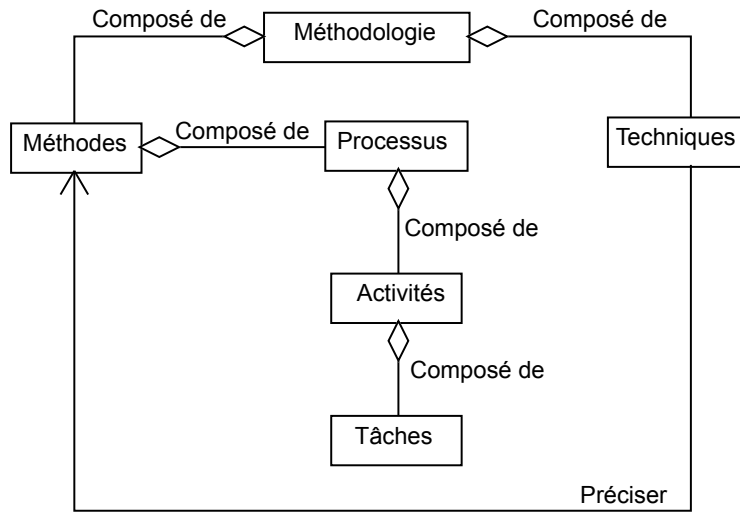 Composé de
Méthodologie
Composé de
Méthodes
Composé de
Processus
Techniques
Composé de
Activités
Composé de
Tâches
Préciser